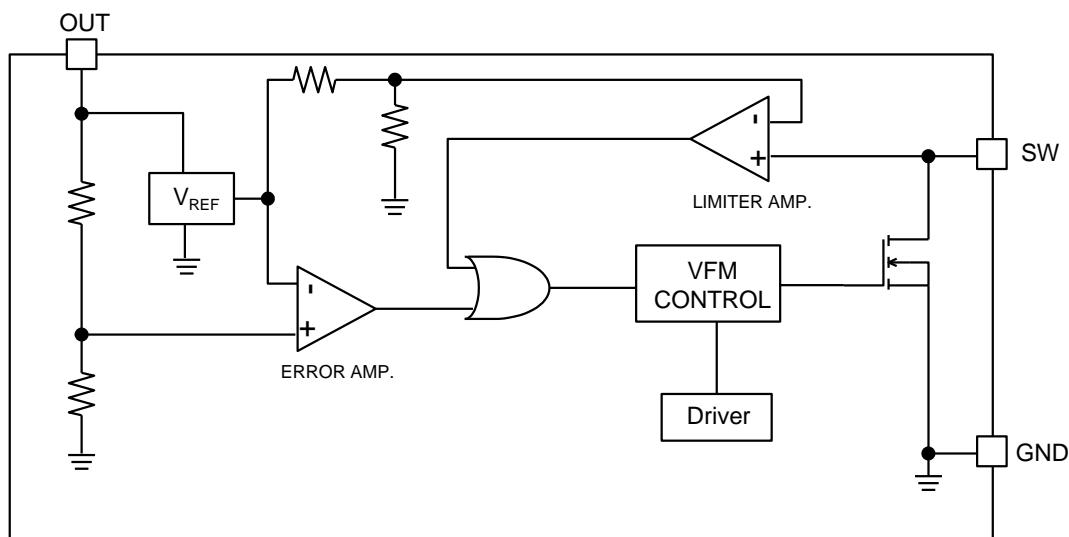 OUT
-
+
SW
LIMITER AMP.
VREF
-
+
ERROR AMP.
VFM
CONTROL
Driver
GND